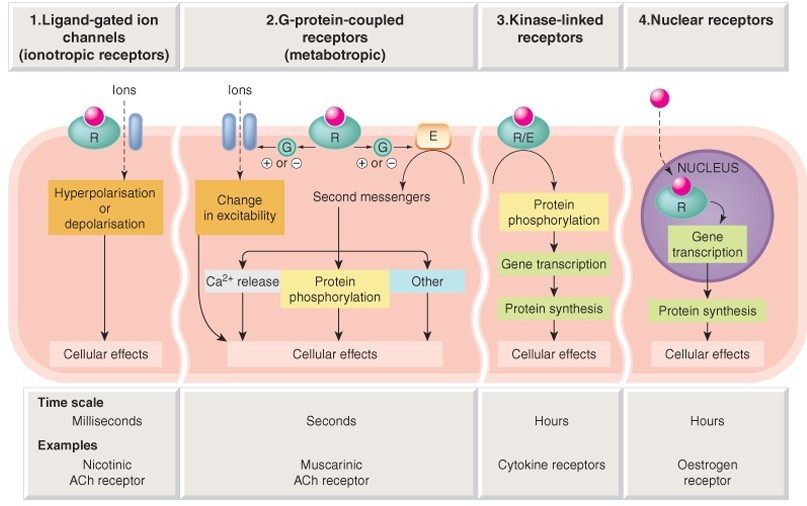 1.Ligand-gated ion
channels
(ionotropic receptors)
2.G-protein-coupled
receptors
(metabotropic)
3.Kinase-linked
receptors
4.Nuclear receptors
Ions
R
Hyperpolarisation
or
depolarisation
Cellular effects
Ions
G
+ or −
R
G
+ or −
E
Change
in excitability
Second messengers
Ca²⁺ release
Protein
phosphorylation
Other
Cellular effects
R/E
Protein
phosphorylation
Gene transcription
Protein synthesis
Cellular effects
NUCLEUS
R
Gene
transcription
Protein synthesis
Cellular effects
Time scale
Milliseconds
Seconds
Hours
Hours
Examples
Nicotinic
ACh receptor
Muscarinic
ACh receptor
Cytokine receptors
Oestrogen
receptor